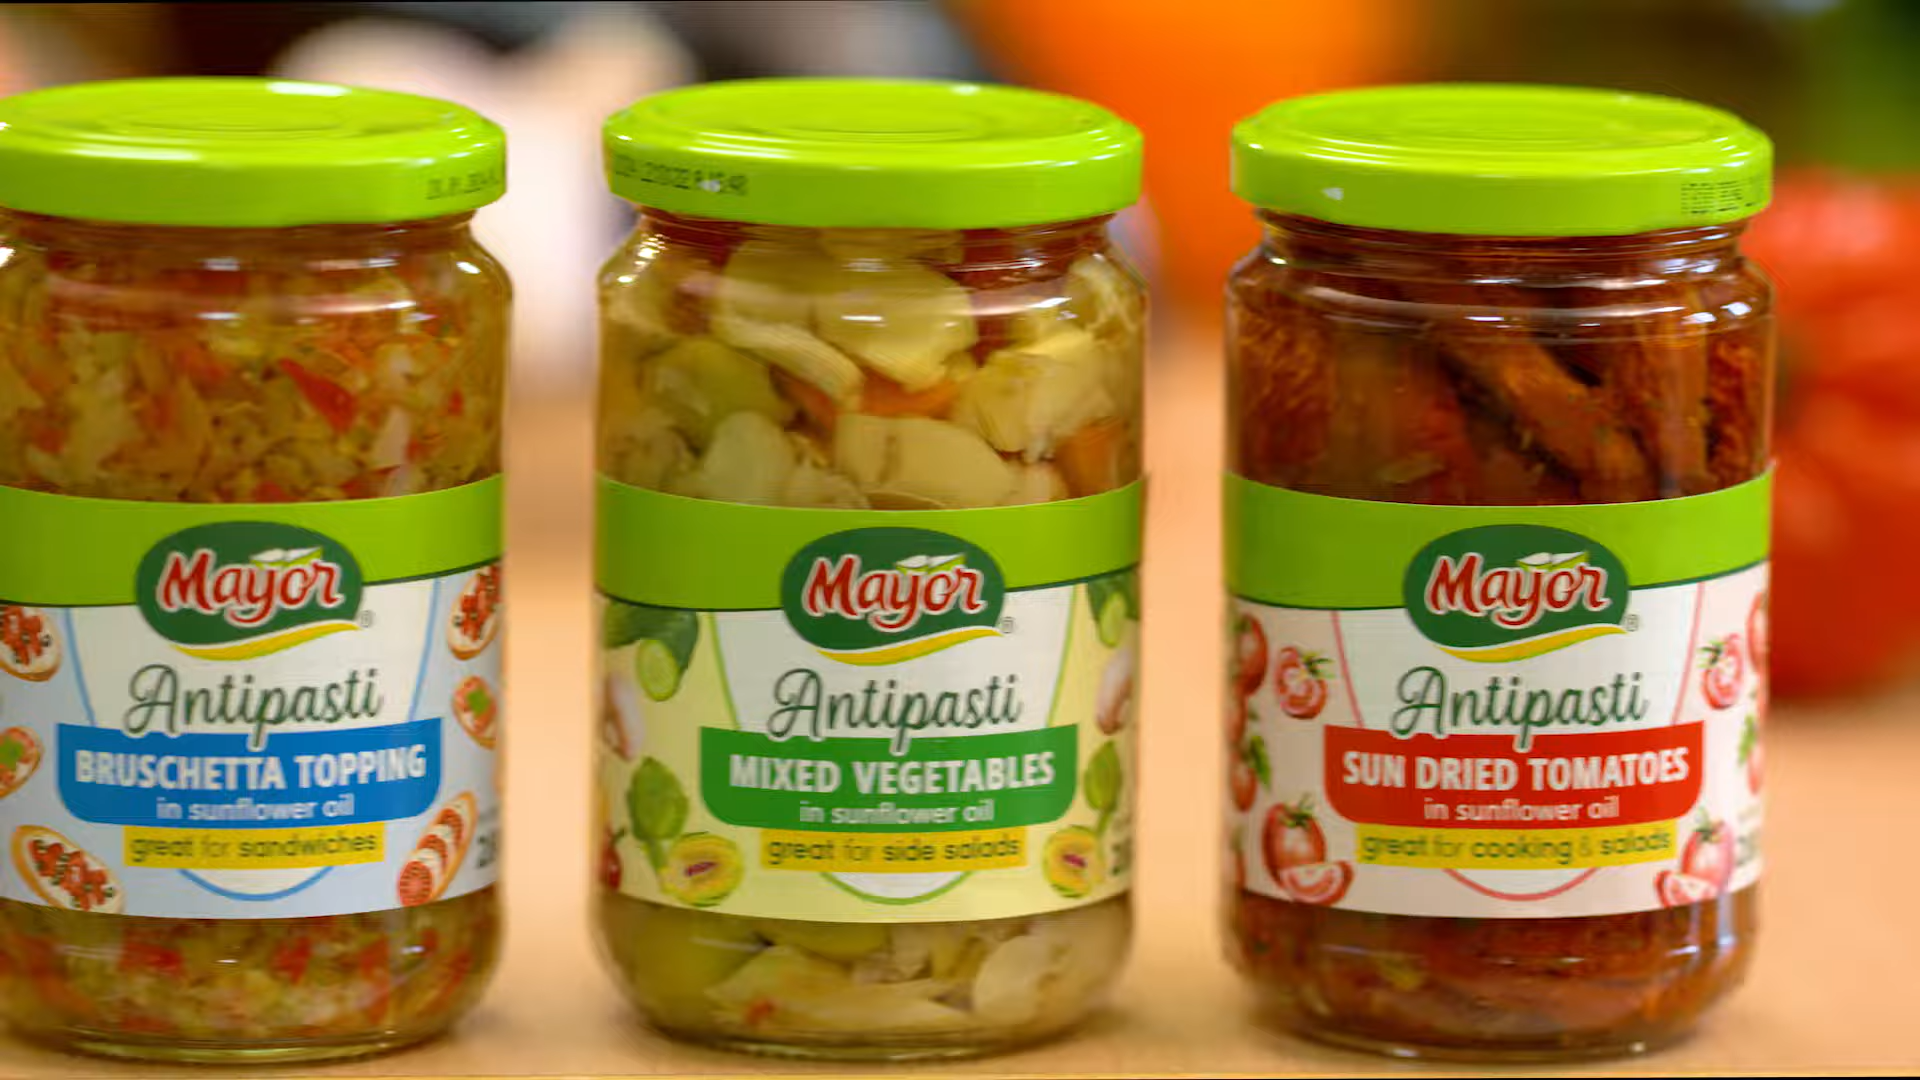 Mayor
®
Antipasti
BRUSCHETTA TOPPING
in sunflower oil
great for sandwiches
Mayor
®
Antipasti
MIXED VEGETABLES
in sunflower oil
great for side salads
Mayor
®
Antipasti
SUN DRIED TOMATOES
in sunflower oil
great for cooking & salads